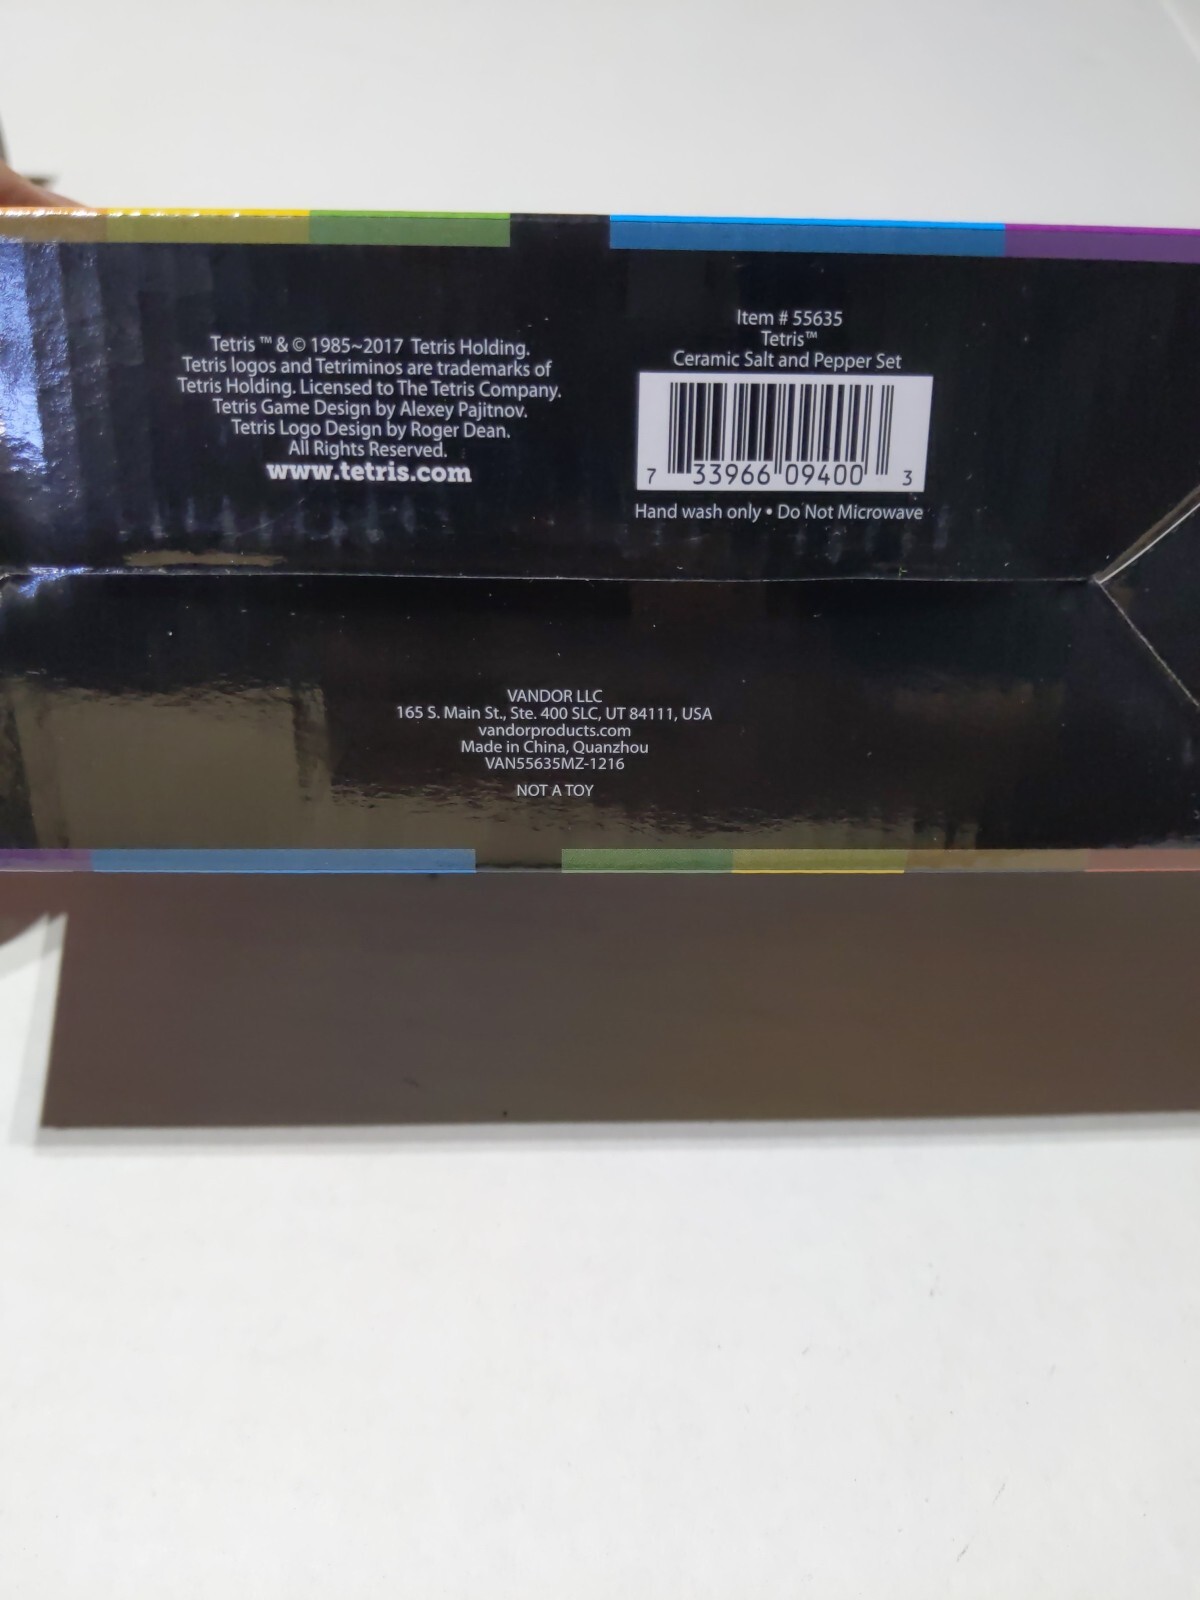 Tetris ™ & © 1985~2017 Tetris Holding.
Tetris logos and Tetriminos are trademarks of
Tetris Holding. Licensed to The Tetris Company.
Tetris Game Design by Alexey Pajitnov.
Tetris Logo Design by Roger Dean.
All Rights Reserved.
www.tetris.com
Item # 55635
Tetris™
Ceramic Salt and Pepper Set
7 33966 09400 3
Hand wash only • Do Not Microwave
VANDOR LLC
165 S. Main St., Ste. 400 SLC, UT 84111, USA
vandorproducts.com
Made in China, Quanzhou
VAN55635MZ-1216
NOT A TOY